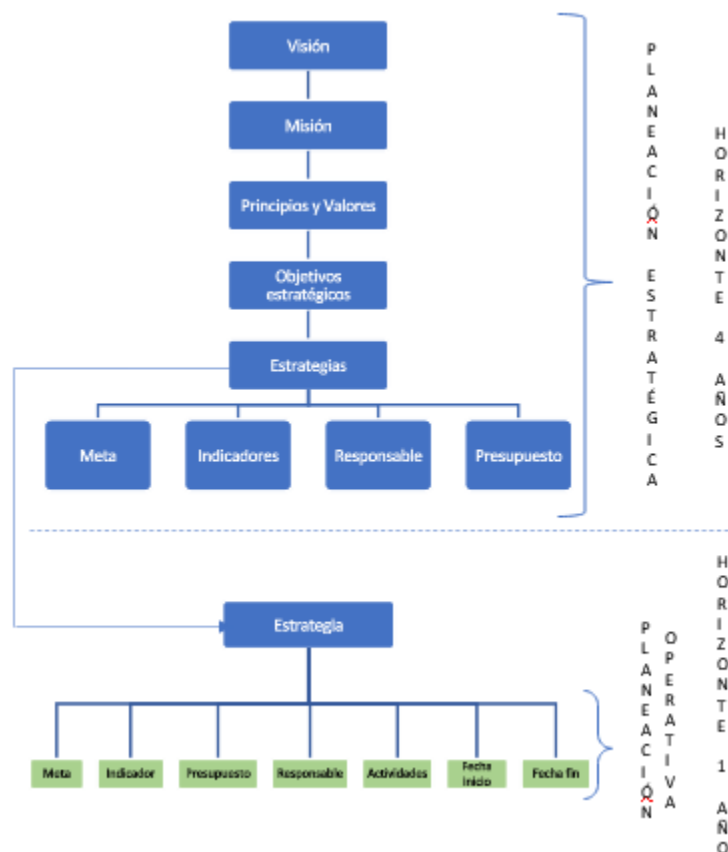 Visión
Misión
Principios y Valores
Objetivos
estratégicos
Estrategias
Meta
Indicadores
Responsable
Presupuesto
PLANEACIÓN ESTRATÉGICA
HORIZONTE 4 AÑOS
Estrategia
Meta
Indicador
Presupuesto
Responsable
Actividades
Fecha
Inicio
Fecha fin
PLANEACIÓN
OPERATIVA
HORIZONTE 1 AÑO